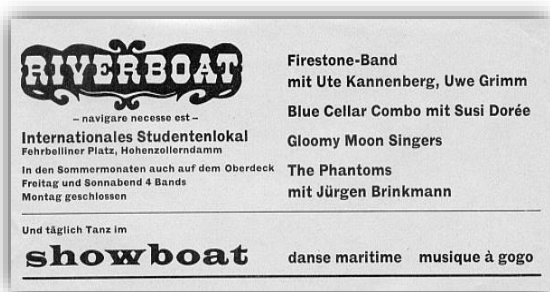 RIVERBOAT
– navigare necesse est –
Internationales Studentenlokal
Fehrbelliner Platz, Hohenzollerndamm
In den Sommermonaten auch auf dem Oberdeck
Freitag und Sonnabend 4 Bands
Montag geschlossen
Firestone-Band
mit Ute Kannenberg, Uwe Grimm
Blue Cellar Combo mit Susi Dorée
Gloomy Moon Singers
The Phantoms
mit Jürgen Brinkmann
Und täglich Tanz im
showboat
danse maritime musique à gogo